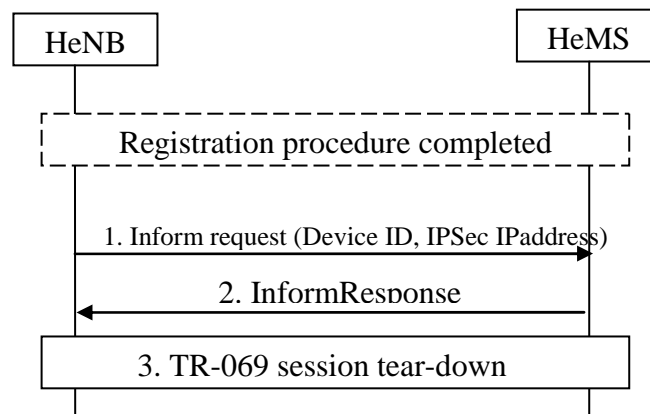 HeNB
HeMS
Registration procedure completed
1. Inform request (Device ID, IPSec IPaddress)
2. InformResponse
3. TR-069 session tear-down